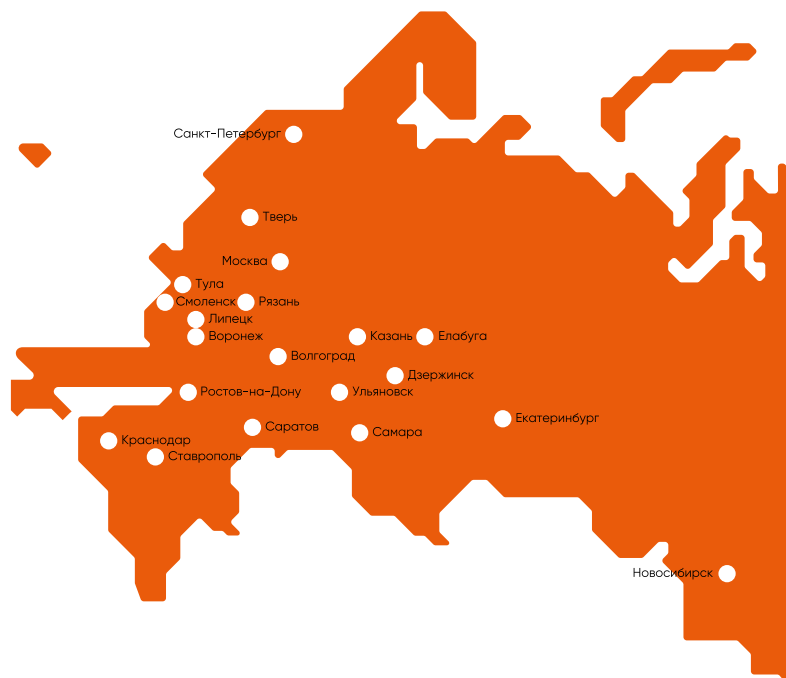 Санкт-Петербург
Тверь
Москва
Тула
Смоленск
Рязань
Липецк
Воронеж
Казань
Елабуга
Волгоград
Дзержинск
Ростов-на-Дону
Ульяновск
Екатеринбург
Саратов
Самара
Краснодар
Ставрополь
Новосибирск